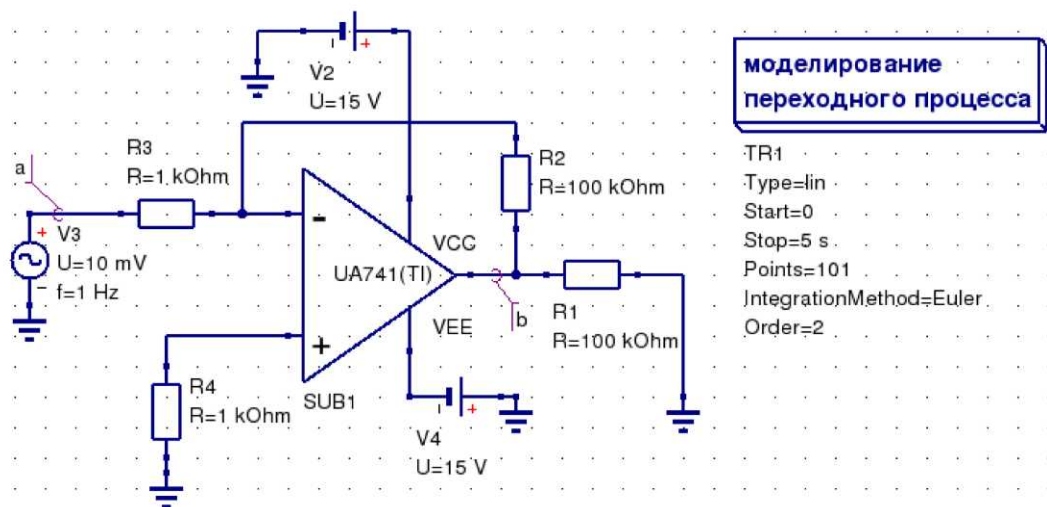 V2
U=15 V
моделирование
переходного процесса
R3
R=1 kOhm
a
R2
R=100 kOhm
TR1
Type=lin
Start=0
Stop=5 s
Points=101
IntegrationMethod=Euler
Order=2
V3
U=10 mV
f=1 Hz
VCC
UA741(TI)
VEE
b
R1
R=100 kOhm
R4
R=1 kOhm
SUB1
V4
U=15 V